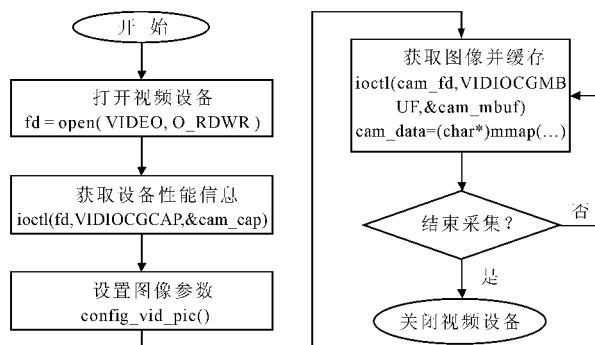 开 始
打开视频设备
fd = open( VIDEO, O_RDWR )
获取设备性能信息
ioctl(fd,VIDIOCGCAP,&cam_cap)
设置图像参数
config_vid_pic()
获取图像并缓存
ioctl(cam_fd,VIDIOCGMB
UF,&cam_mbuf)
cam_data=(char*)mmap(…)
结束采集?
否
是
关闭视频设备